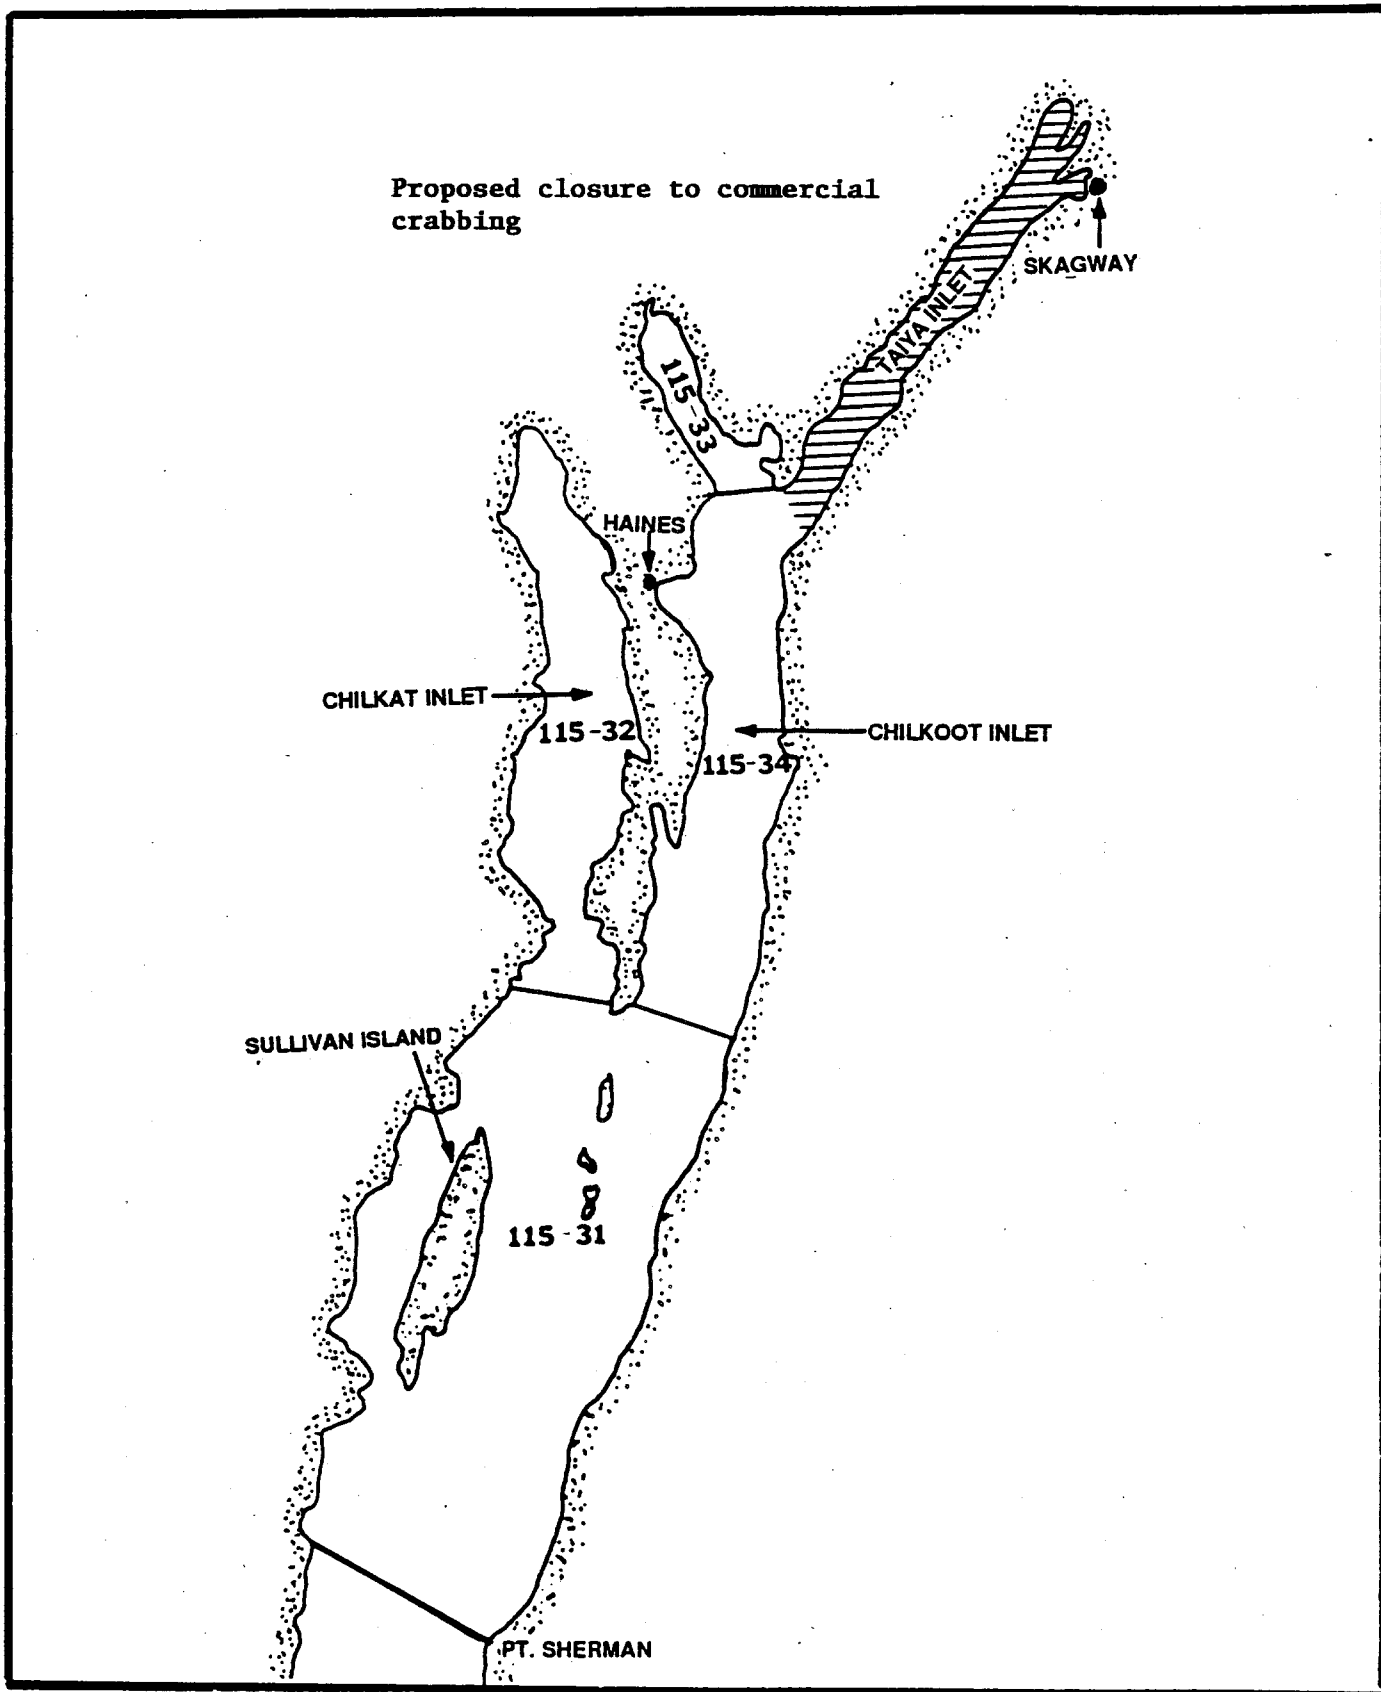 Proposed closure to commercial
crabbing
SKAGWAY
TAIYA INLET
115-33
HAINES
CHILKAT INLET
115-32
CHILKOOT INLET
115-34
SULLIVAN ISLAND
115-31
PT. SHERMAN